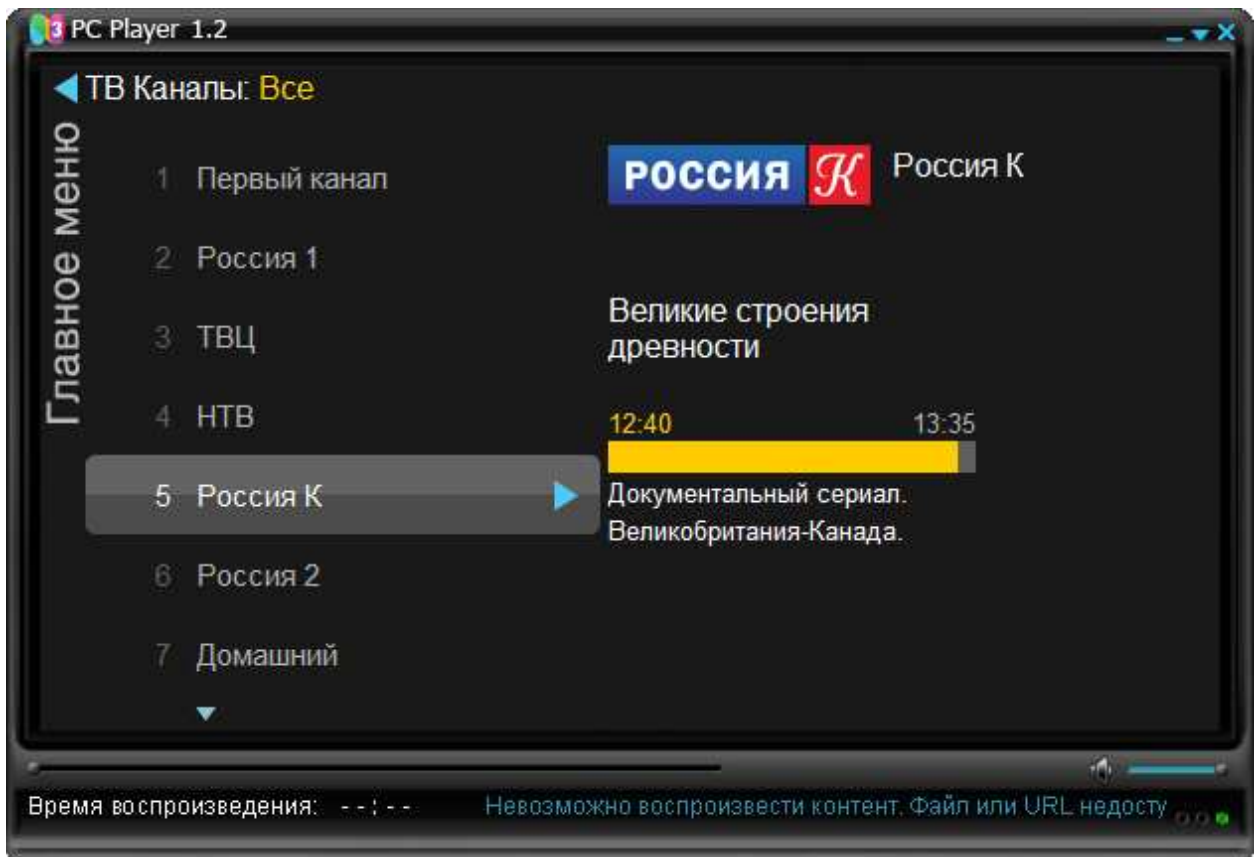 3 PC Player 1.2
ТВ Каналы: Все
Главное меню
1 Первый канал
2 Россия 1
3 ТВЦ
4 НТВ
5 Россия К
6 Россия 2
7 Домашний
РОССИЯ К Россия К
Великие строения
древности
12:40 13:35
Документальный сериал.
Великобритания-Канада.
Время воспроизведения: --:-- Невозможно воспроизвести контент. Файл или URL недосту